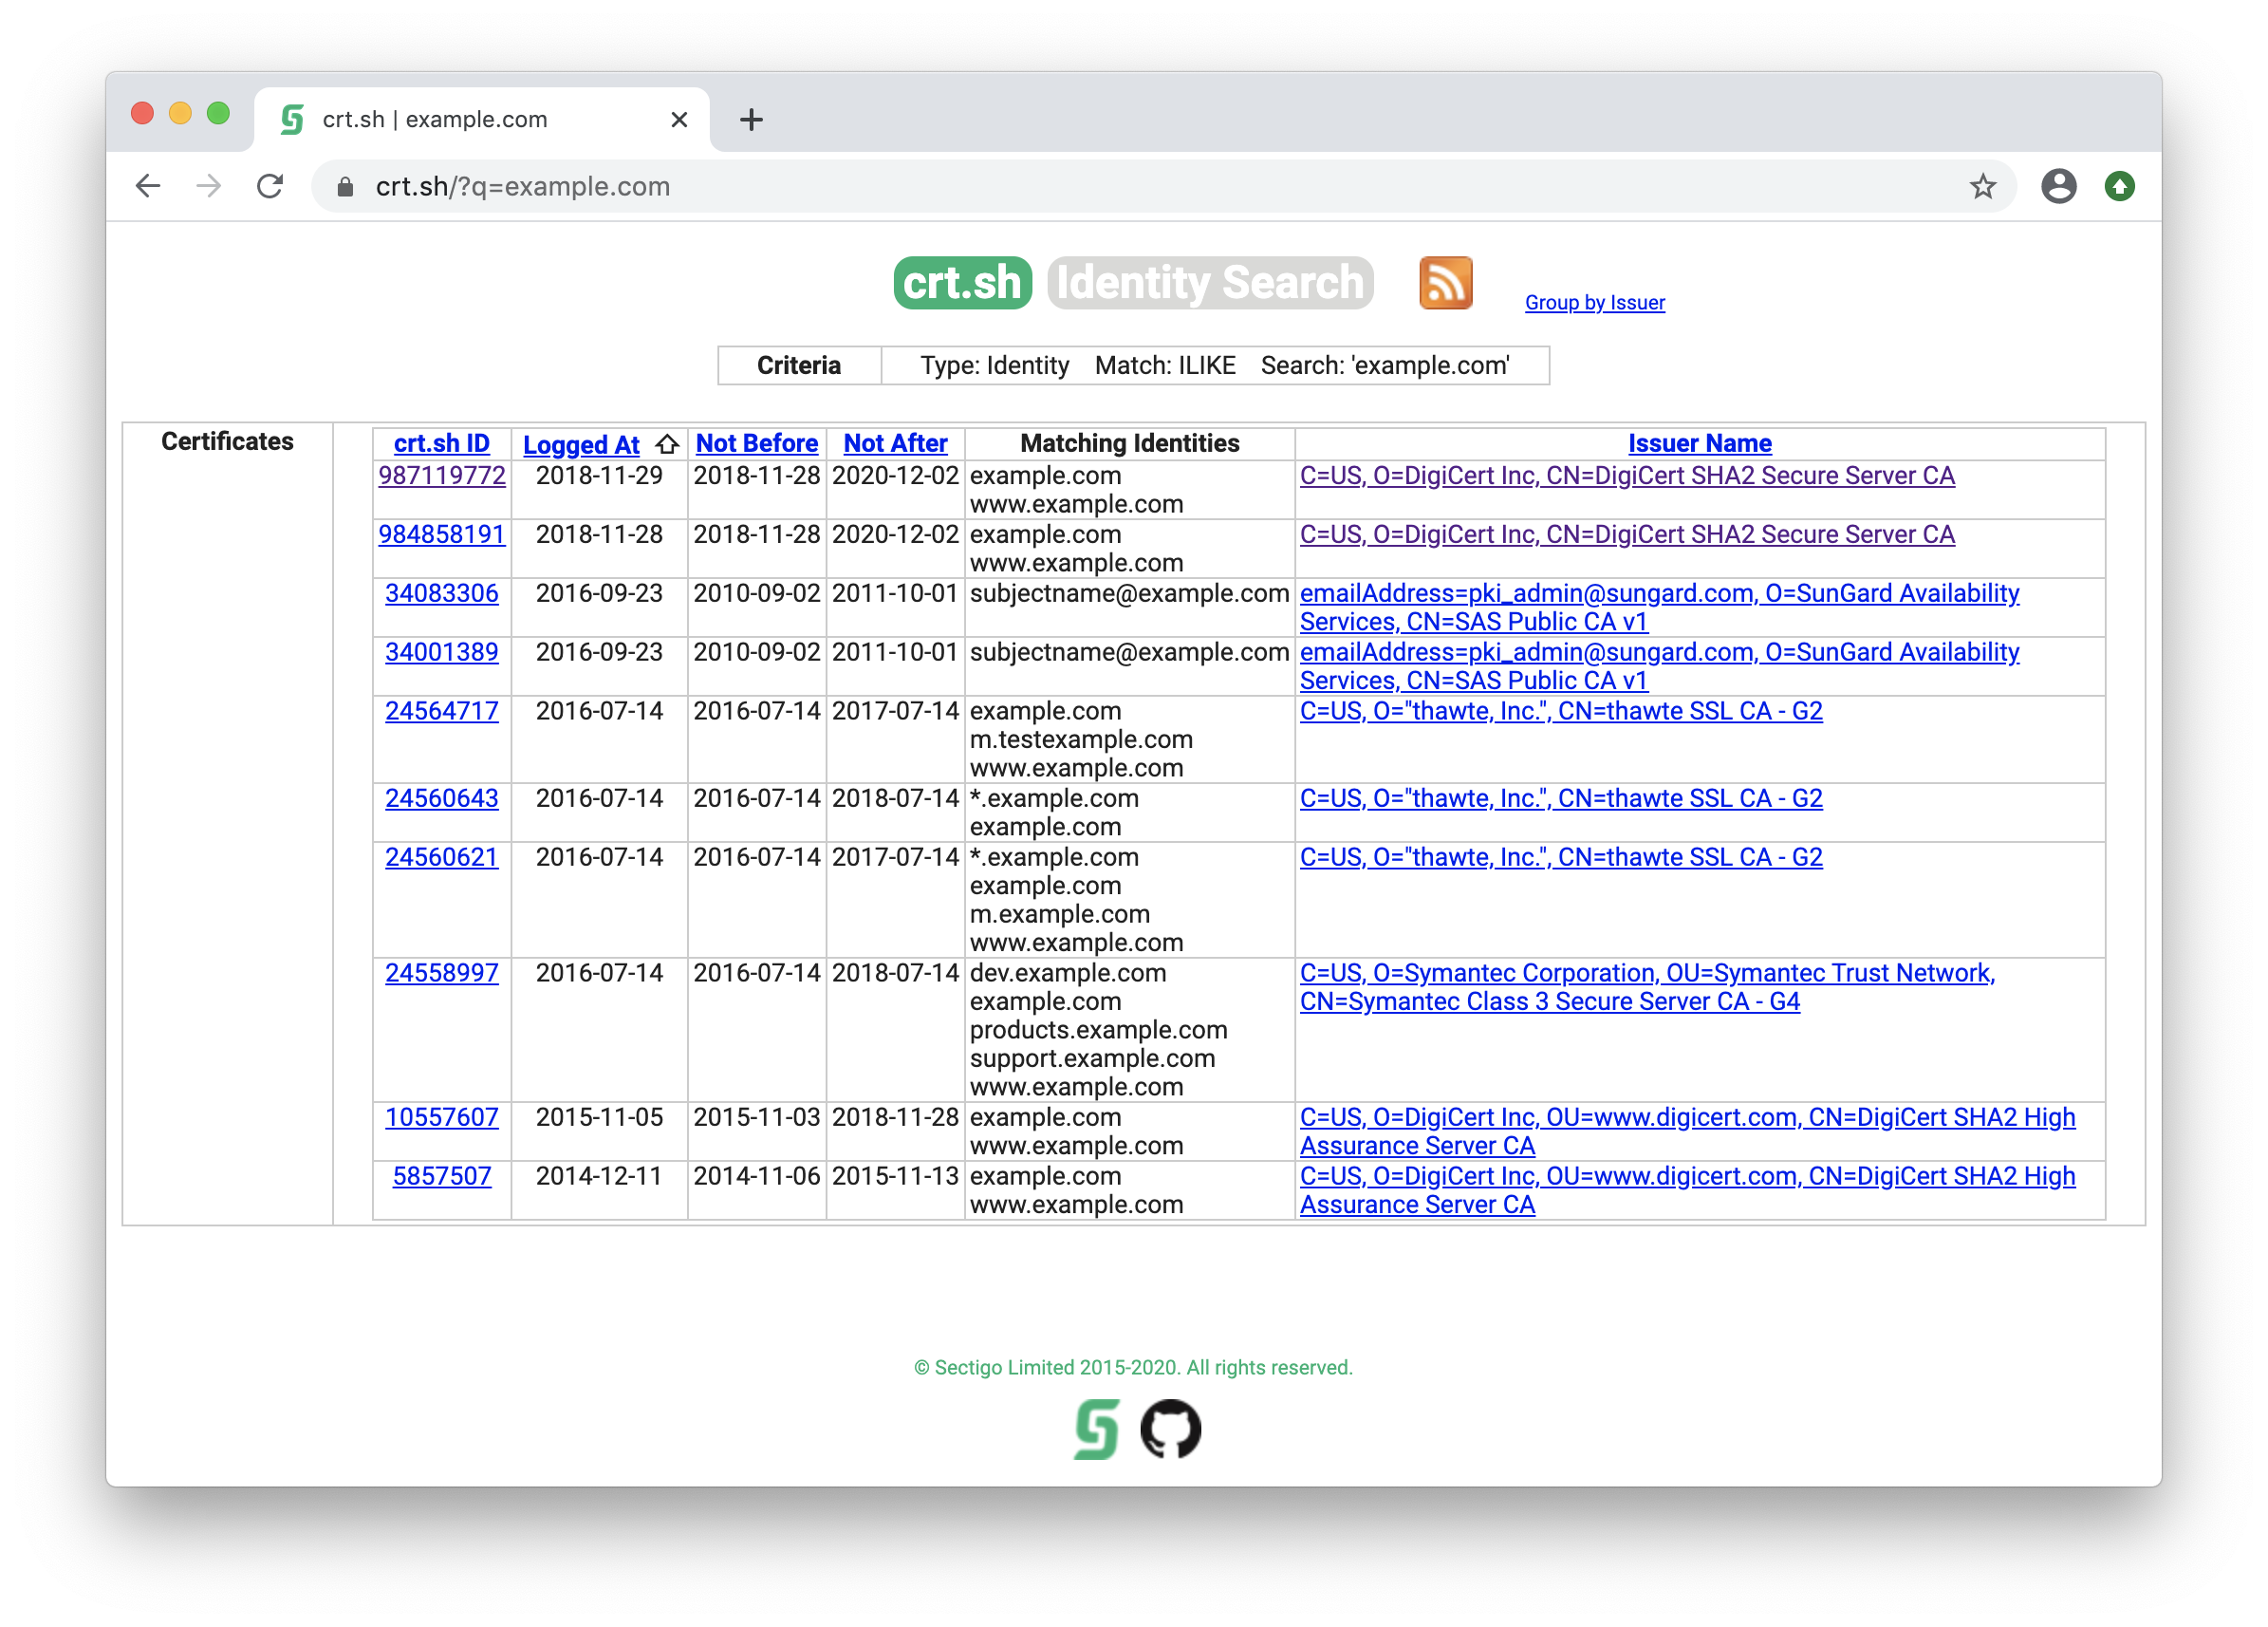 crt.sh | example.com
crt.sh/?q=example.com
crt.sh Identity Search Group by Issuer
Criteria Type: Identity Match: ILIKE Search: 'example.com'
Certificates crt.sh ID Logged At ⇧ Not Before Not After Matching Identities Issuer Name
987119772 2018-11-29 2018-11-28 2020-12-02 example.com C=US, O=DigiCert Inc, CN=DigiCert SHA2 Secure Server CA
www.example.com
984858191 2018-11-28 2018-11-28 2020-12-02 example.com C=US, O=DigiCert Inc, CN=DigiCert SHA2 Secure Server CA
www.example.com
34083306 2016-09-23 2010-09-02 2011-10-01 subjectname@example.com emailAddress=pki_admin@sungard.com, O=SunGard Availability
Services, CN=SAS Public CA v1
34001389 2016-09-23 2010-09-02 2011-10-01 subjectname@example.com emailAddress=pki_admin@sungard.com, O=SunGard Availability
Services, CN=SAS Public CA v1
24564717 2016-07-14 2016-07-14 2017-07-14 example.com C=US, O="thawte, Inc.", CN=thawte SSL CA - G2
m.testexample.com
www.example.com
24560643 2016-07-14 2016-07-14 2018-07-14 *.example.com C=US, O="thawte, Inc.", CN=thawte SSL CA - G2
example.com
24560621 2016-07-14 2016-07-14 2017-07-14 *.example.com C=US, O="thawte, Inc.", CN=thawte SSL CA - G2
example.com
m.example.com
www.example.com
24558997 2016-07-14 2016-07-14 2018-07-14 dev.example.com C=US, O=Symantec Corporation, OU=Symantec Trust Network,
example.com CN=Symantec Class 3 Secure Server CA - G4
products.example.com
support.example.com
www.example.com
10557607 2015-11-05 2015-11-03 2018-11-28 example.com C=US, O=DigiCert Inc, OU=www.digicert.com, CN=DigiCert SHA2 High
www.example.com Assurance Server CA
5857507 2014-12-11 2014-11-06 2015-11-13 example.com C=US, O=DigiCert Inc, OU=www.digicert.com, CN=DigiCert SHA2 High
www.example.com Assurance Server CA
© Sectigo Limited 2015-2020. All rights reserved.